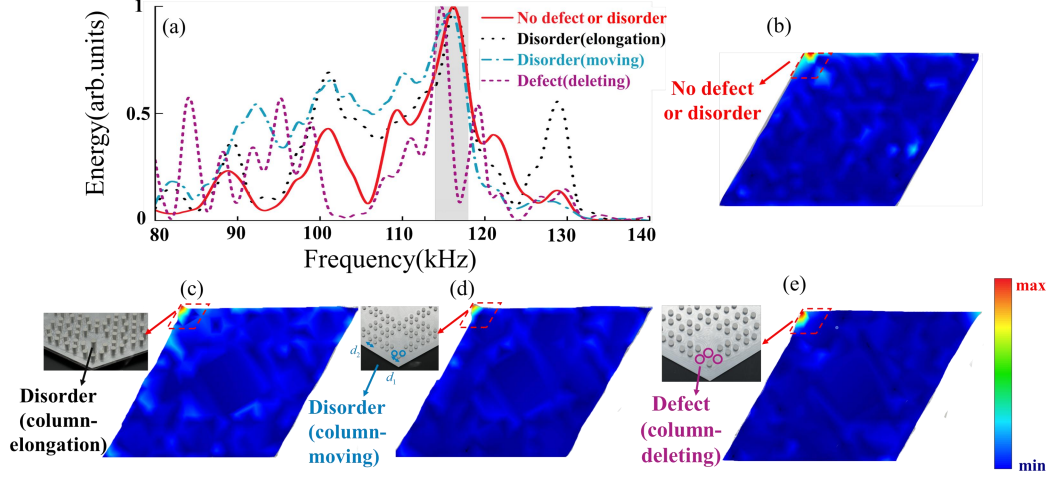 (a)
No defect or disorder
Disorder(elongation)
Disorder(moving)
Defect(deleting)
Energy(arb.units)
1
0.5
0
80
90
100
110
120
130
140
Frequency(kHz)
(b)
No defect
or disorder
(c)
Disorder
(column-
elongation)
(d)
d2
d1
Disorder
(column-
moving)
(e)
Defect
(column-
deleting)
max
min